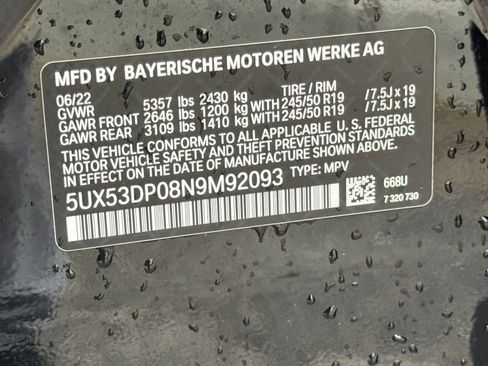 MFD BY BAYERISCHE MOTOREN WERKE AG
06/22 5357 lbs 2430 kg TIRE / RIM
GVWR
GAWR FRONT 2646 lbs 1200 kg WITH 245/50 R19 /7.5J x 19
GAWR REAR 3109 lbs 1410 kg WITH 245/50 R19 /7.5J x 19
THIS VEHICLE CONFORMS TO ALL APPLICABLE U. S. FEDERAL
MOTOR VEHICLE SAFETY AND THEFT PREVENTION STANDARDS
IN EFFECT ON THE DATE OF MANUFACTURE SHOWN ABOVE.
5UX53DP08N9M92093 TYPE: MPV
668U
7 320 730